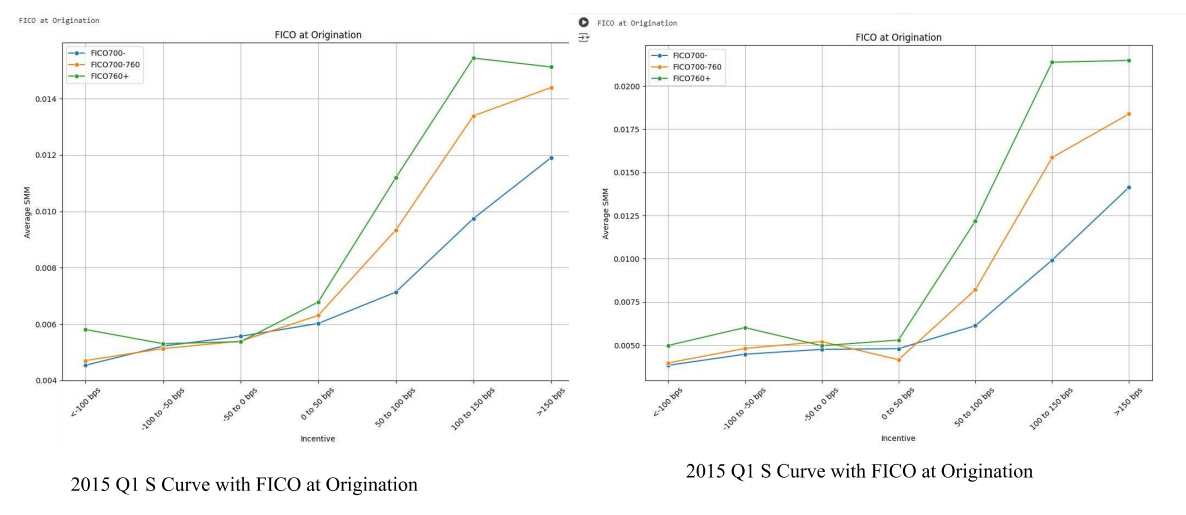 FICO at Origination
FICO at Origination
FICO700-
FICO700-760
FICO760+
0.014
0.012
0.010
0.008
0.006
0.004
Average SMM
<-100 bps
-100 to -50 bps
-50 to 0 bps
0 to 50 bps
50 to 100 bps
100 to 150 bps
>150 bps
Incentive
2015 Q1 S Curve with FICO at Origination
FICO at Origination
FICO at Origination
FICO700-
FICO700-760
FICO760+
0.0200
0.0175
0.0150
0.0125
0.0100
0.0075
0.0050
Average SMM
<-100 bps
-100 to -50 bps
-50 to 0 bps
0 to 50 bps
50 to 100 bps
100 to 150 bps
>150 bps
Incentive
2015 Q1 S Curve with FICO at Origination